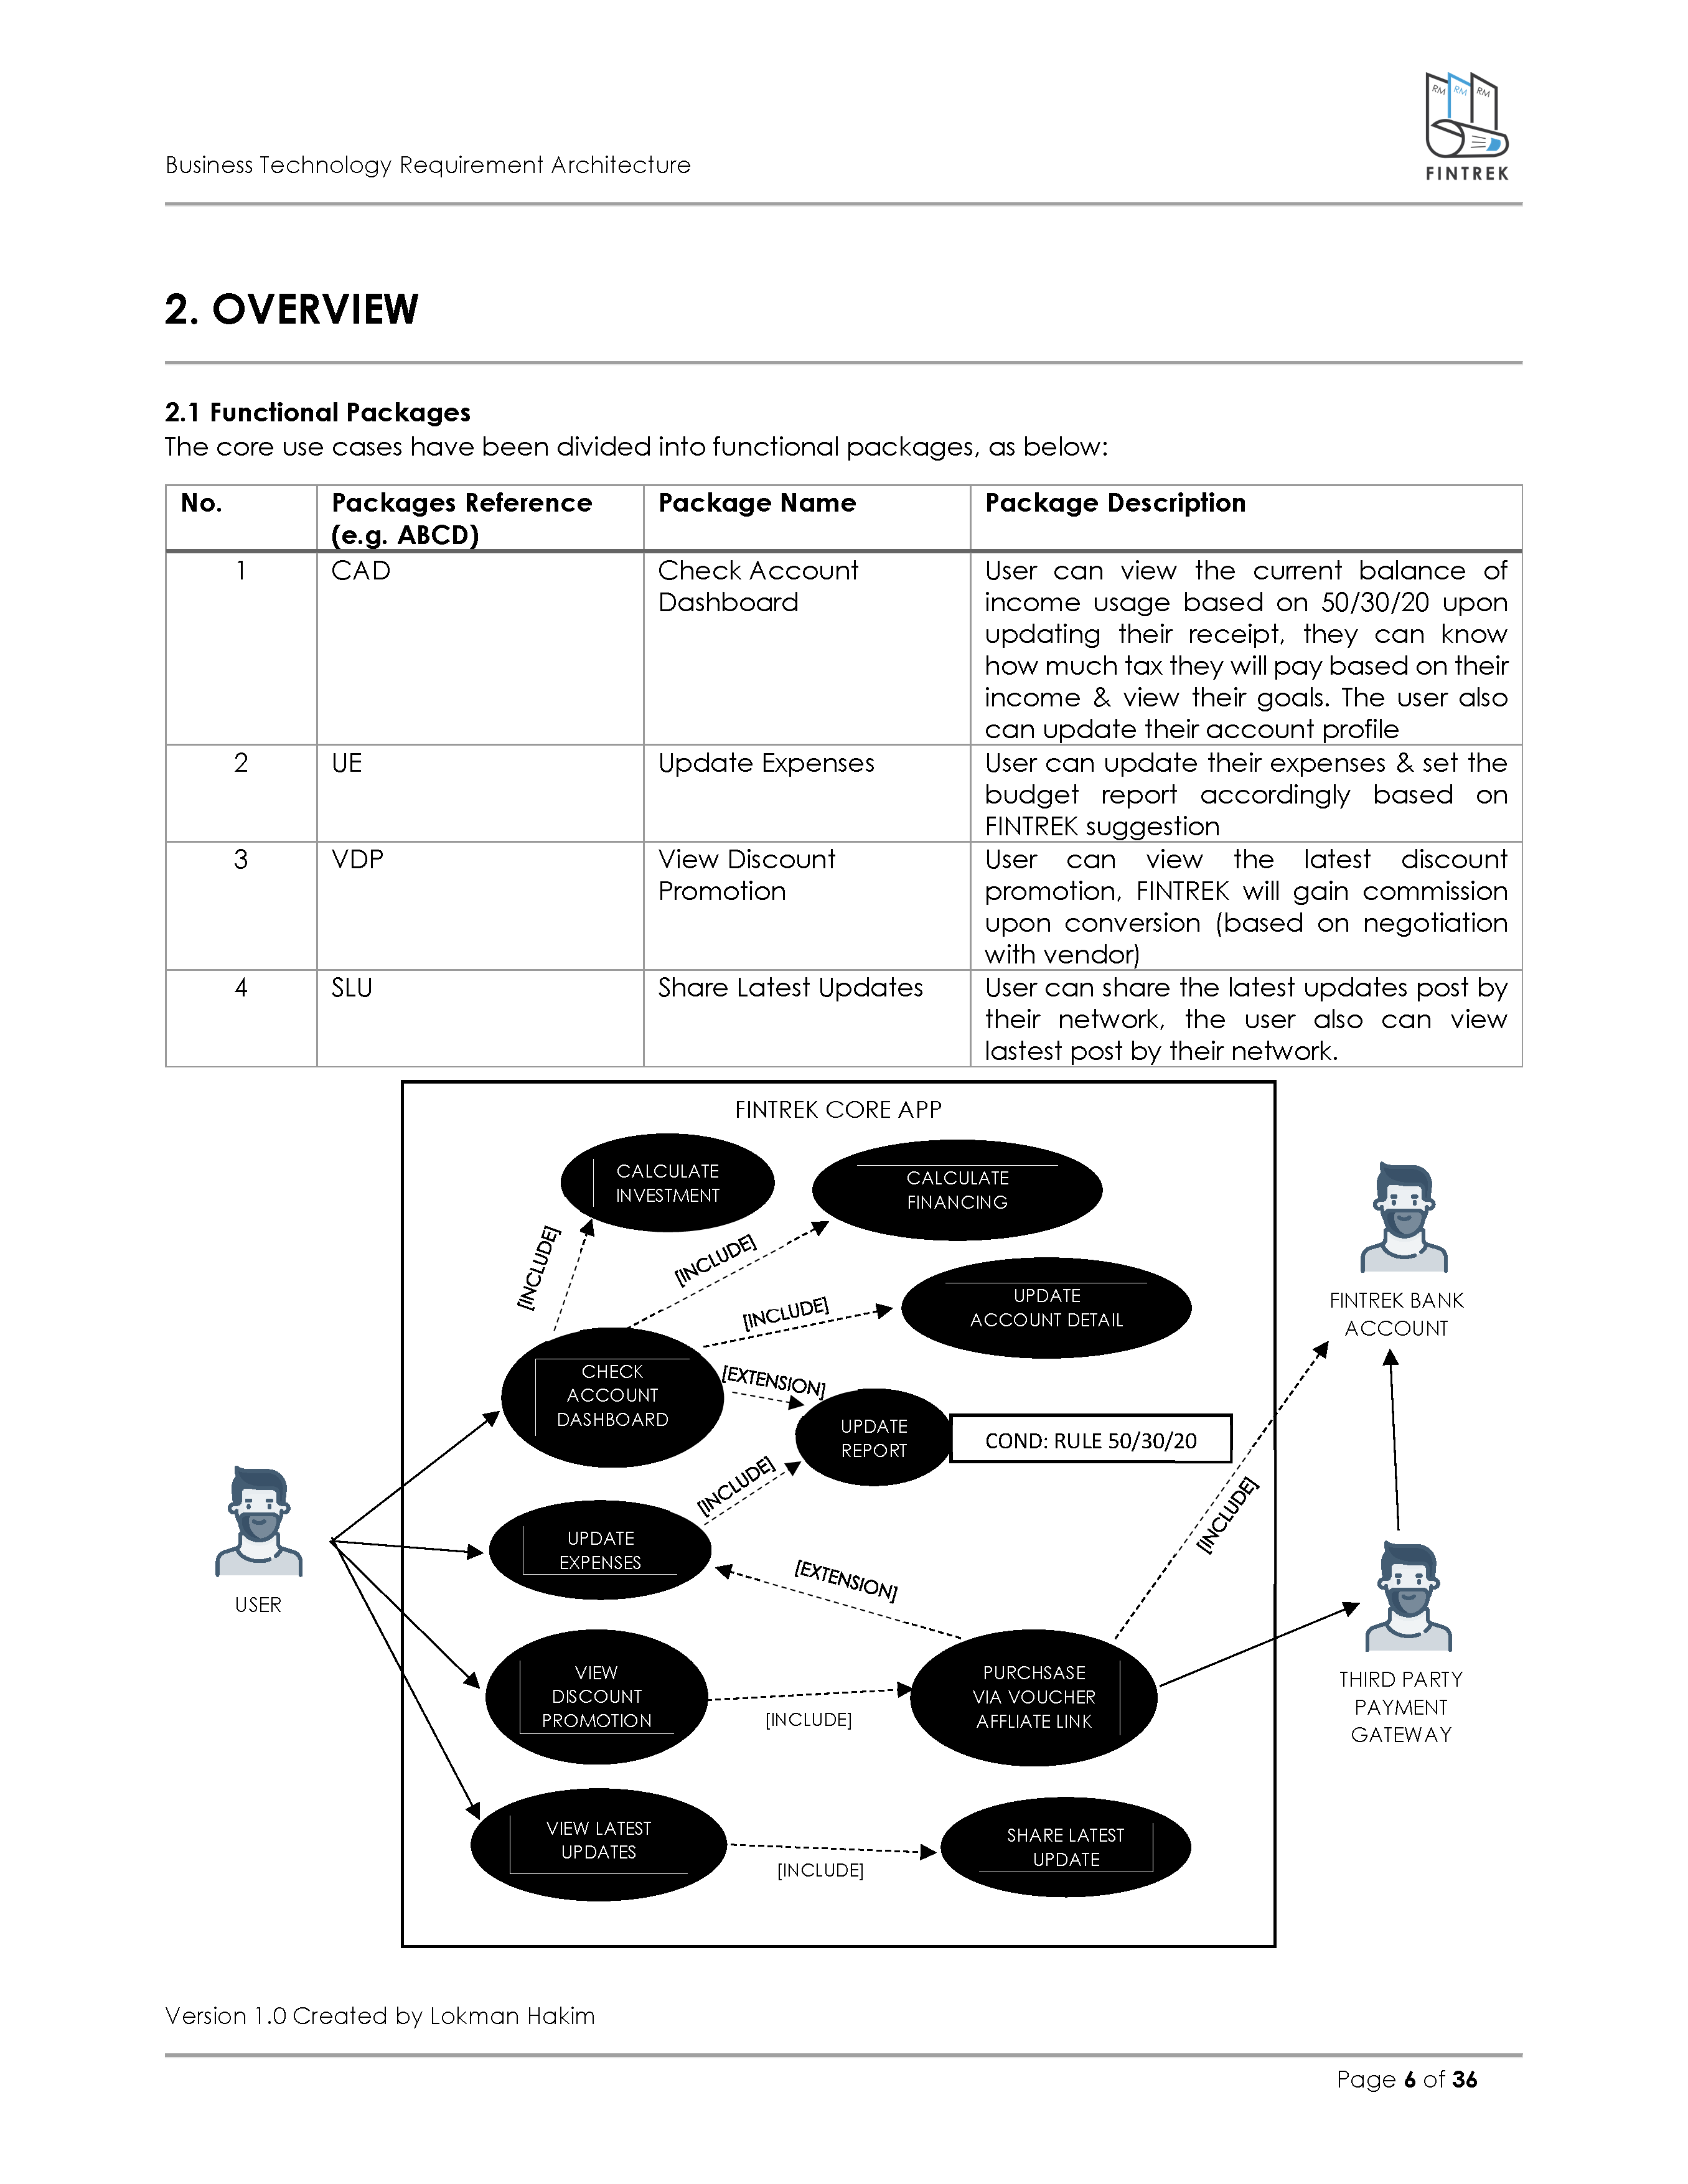 RM RM RM
FINTREK
Business Technology Requirement Architecture
2. OVERVIEW
2.1 Functional Packages
The core use cases have been divided into functional packages, as below:
No.
Packages Reference
(e.g. ABCD)
Package Name
Package Description
1
CAD
Check Account
Dashboard
User can view the current balance of
income usage based on 50/30/20 upon
updating their receipt, they can know
how much tax they will pay based on their
income & view their goals. The user also
can update their account profile
2
UE
Update Expenses
User can update their expenses & set the
budget report accordingly based on
FINTREK suggestion
3
VDP
View Discount
Promotion
User can view the latest discount
promotion, FINTREK will gain commission
upon conversion (based on negotiation
with vendor)
4
SLU
Share Latest Updates
User can share the latest updates post by
their network, the user also can view
lastest post by their network.
FINTREK CORE APP
CALCULATE
INVESTMENT
CALCULATE
FINANCING
[INCLUDE]
[INCLUDE]
UPDATE
ACCOUNT DETAIL
[INCLUDE]
FINTREK BANK
ACCOUNT
CHECK
ACCOUNT
DASHBOARD
[EXTENSION]
UPDATE
REPORT
COND: RULE 50/30/20
[INCLUDE]
[INCLUDE]
UPDATE
EXPENSES
[EXTENSION]
USER
VIEW
DISCOUNT
PROMOTION
[INCLUDE]
PURCHSASE
VIA VOUCHER
AFFLIATE LINK
THIRD PARTY
PAYMENT
GATEWAY
VIEW LATEST
UPDATES
[INCLUDE]
SHARE LATEST
UPDATE
Version 1.0 Created by Lokman Hakim
Page 6 of 36